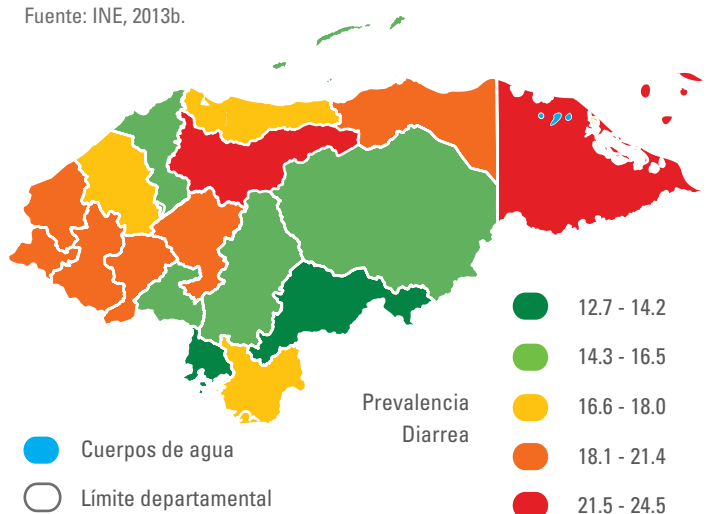 Fuente: INE, 2013b.
12.7 - 14.2
14.3 - 16.5
Prevalencia
Diarrea
16.6 - 18.0
Cuerpos de agua
18.1 - 21.4
Límite departamental
21.5 - 24.5